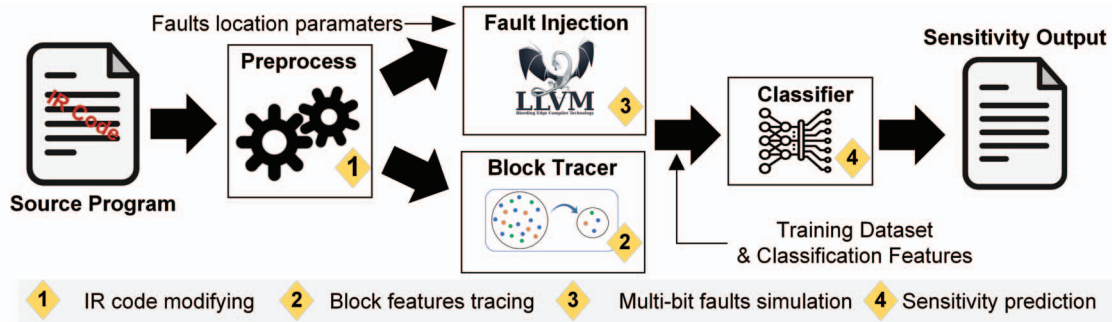 Faults location paramaters
Fault Injection
Sensitivity Output
Preprocess
IR Code
LLVM
3
Classifier
1
4
Block Tracer
Source Program
2
Training Dataset
& Classification Features
1 IR code modifying 2 Block features tracing 3 Multi-bit faults simulation 4 Sensitivity prediction